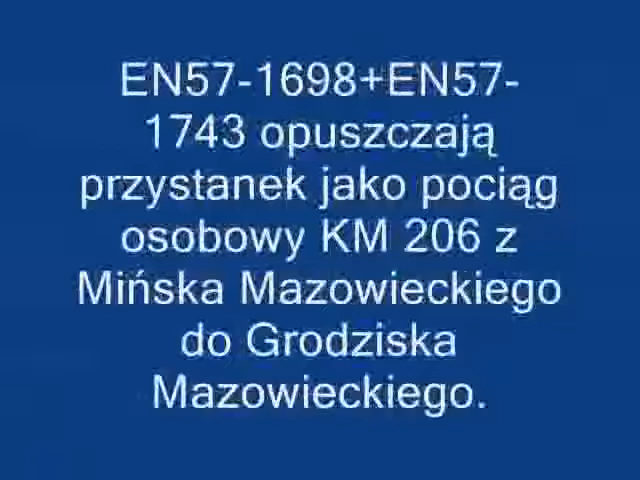 EN57-1698+EN57-
1743 opuszczają
przystanek jako pociąg
osobowy KM 206 z
Mińska Mazowieckiego
do Grodziska
Mazowieckiego.